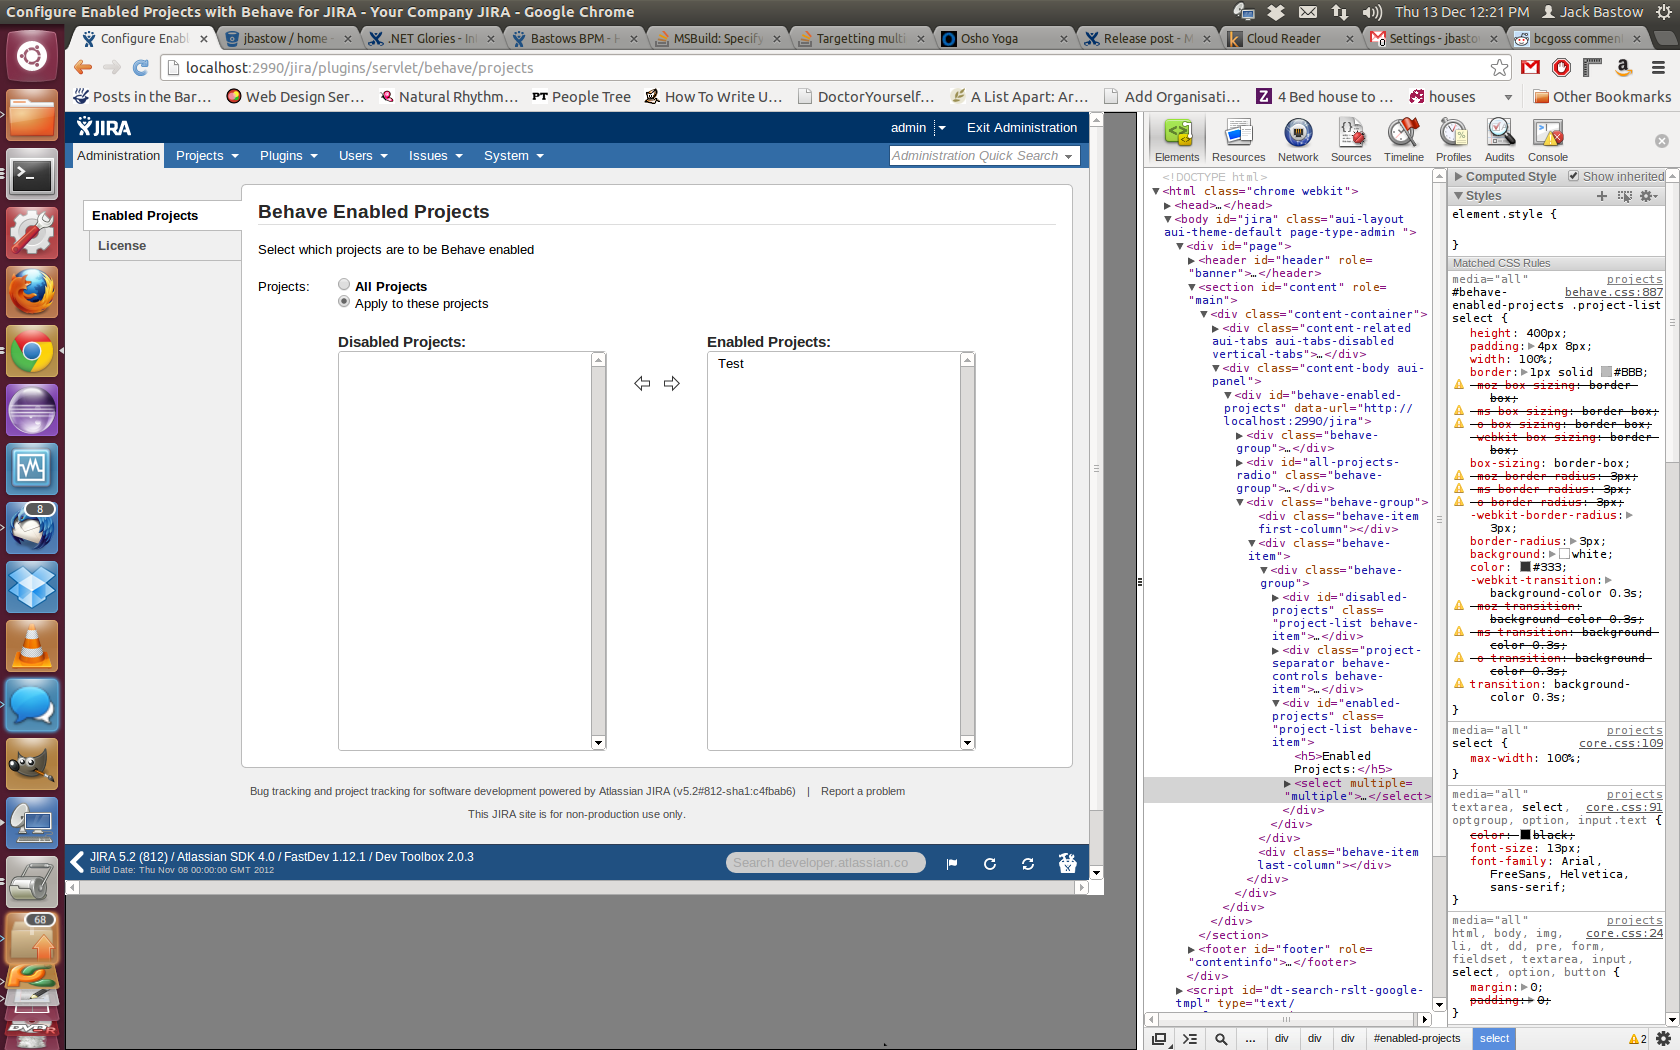 Configure Enabled Projects with Behave for JIRA - Your Company JIRA - Google Chrome
Thu 13 Dec 12:21 PM Jack Bastow
Configure Enabl
jbastow / home -
.NET Glories - In
Bastows BPM - H
MSBuild: Specify
Targetting multi
Osho Yoga
Release post - M
Cloud Reader
Settings - jbasto
bcgoss comment
localhost:2990/jira/plugins/servlet/behave/projects
Posts in the Bar...
Web Design Ser...
Natural Rhythm...
PT People Tree
How To Write U...
DoctorYourself...
A List Apart: Ar...
Add Organisati...
4 Bed house to ...
houses
Other Bookmarks
JIRA
admin
Exit Administration
Administration Projects Plugins Users Issues System
Administration Quick Search
Enabled Projects
License
Behave Enabled Projects
Select which projects are to be Behave enabled
Projects:
All Projects
Apply to these projects
Disabled Projects:
Enabled Projects:
Test
Bug tracking and project tracking for software development powered by Atlassian JIRA (v5.2#812-sha1:c4fbab6) | Report a problem
This JIRA site is for non-production use only.
JIRA 5.2 (812) / Atlassian SDK 4.0 / FastDev 1.12.1 / Dev Toolbox 2.0.3
Build Date: Thu Nov 08 00:00:00 GMT 2012
Search developer.atlassian.co
8
68
Elements Resources Network Sources Timeline Profiles Audits Console
<!DOCTYPE html>
<html class="chrome webkit">
<head>…</head>
<body id="jira" class="aui-layout
aui-theme-default page-type-admin ">
<div id="page">
<header id="header" role=
"banner">…</header>
<section id="content" role=
"main">
<div class="content-container">
<div class="content-related
aui-tabs aui-tabs-disabled
vertical-tabs">…</div>
<div class="content-body aui-
panel">
<div id="behave-enabled-
projects" data-url="http://
localhost:2990/jira">
<div class="behave-
group">…</div>
<div id="all-projects-
radio" class="behave-
group">…</div>
<div class="behave-group">
<div class="behave-item
first-column"></div>
<div class="behave-
item">
<div class="behave-
group">
<div id="disabled-
projects" class=
"project-list behave-
item">…</div>
<div class="project-
separator behave-
controls behave-
item">…</div>
<div id="enabled-
projects" class=
"project-list behave-
item">
<h5>Enabled
Projects:</h5>
<select multiple=
"multiple">…</select>
</div>
</div>
</div>
<div class="behave-item
last-column"></div>
</div>
</div>
</div>
</div>
</section>
<footer id="footer" role=
"contentinfo">…</footer>
</div>
<script id="dt-search-rslt-google-
tmpl" type="text/
... div div div #enabled-projects select
Computed Style Show inherited
Styles
element.style {
}
Matched CSS Rules
media="all" projects
#behave- behave.css:887
enabled-projects .project-list
select {
height: 400px;
padding: 4px 8px;
width: 100%;
border: 1px solid #BBB;
-moz-box-sizing: border-
box;
-ms-box-sizing: border-box;
-o-box-sizing: border-box;
-webkit-box-sizing: border-
box;
box-sizing: border-box;
-moz-border-radius: 3px;
-ms-border-radius: 3px;
-o-border-radius: 3px;
-webkit-border-radius:
3px;
border-radius: 3px;
background: white;
color: #333;
-webkit-transition:
background-color 0.3s;
-moz-transition:
background-color 0.3s;
-ms-transition: background-
color 0.3s;
-o-transition: background-
color 0.3s;
transition: background-
color 0.3s;
}
media="all" projects
select { core.css:109
max-width: 100%;
}
media="all" projects
textarea, select, core.css:91
optgroup, option, input.text {
color: black;
font-size: 13px;
font-family: Arial,
FreeSans, Helvetica,
sans-serif;
}
media="all" projects
html, body, img, core.css:24
li, dt, dd, pre, form,
fieldset, textarea, input,
select, option, button {
margin: 0;
padding: 0;
}
2